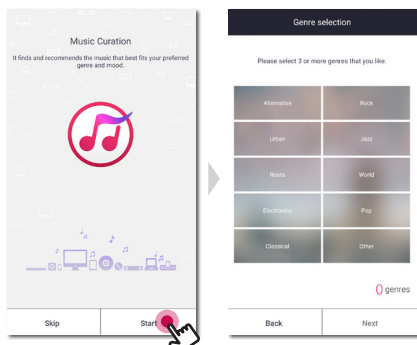 Music Curation
It finds and recommends the music that best fits your preferred
genre and mood.
Skip
Start
Genre selection
Please select 3 or more genres that you like.
Alternative
Rock
Urban
Jazz
Roots
World
Electronica
Pop
Classical
Other
0 genres
Back
Next